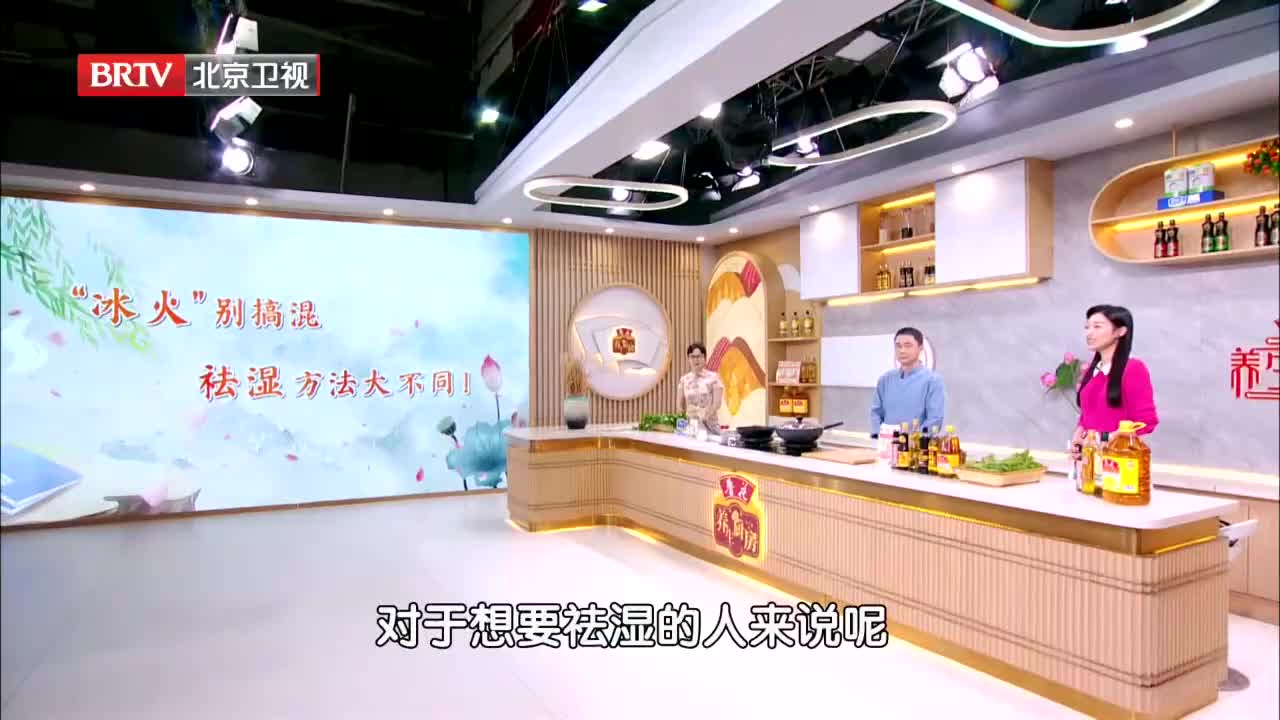 BRTV 北京卫视
“冰火”别搞混
祛湿方法大不同！
养生厨房
养
对于想要祛湿的人来说呢